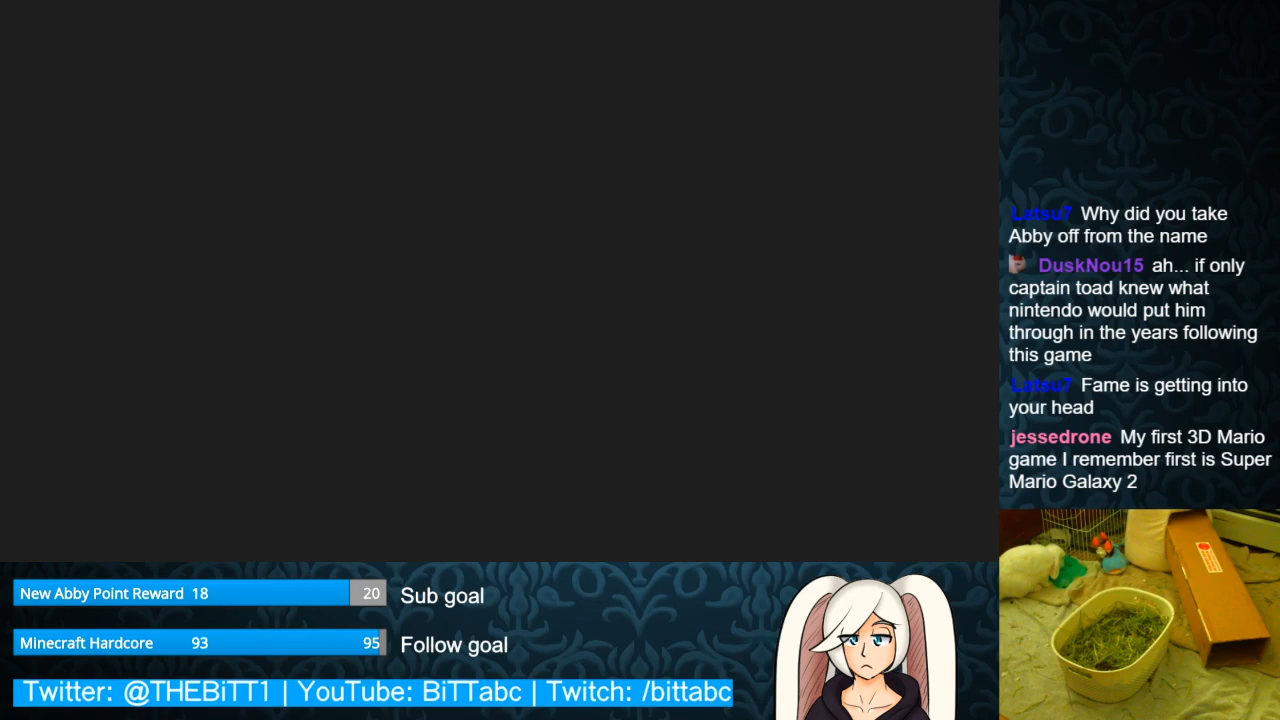 Latsu7 Why did you take
Abby off from the name
DuskNou15 ah... if only
captain toad knew what
nintendo would put him
through in the years following
this game
Latsu7 Fame is getting into
your head
jessedrone My first 3D Mario
game I remember first is Super
Mario Galaxy 2
New Abby Point Reward 18 20 Sub goal
Minecraft Hardcore 93 95 Follow goal
Twitter: @THEBiTT1 | YouTube: BiTTabc | Twitch: /bittabc